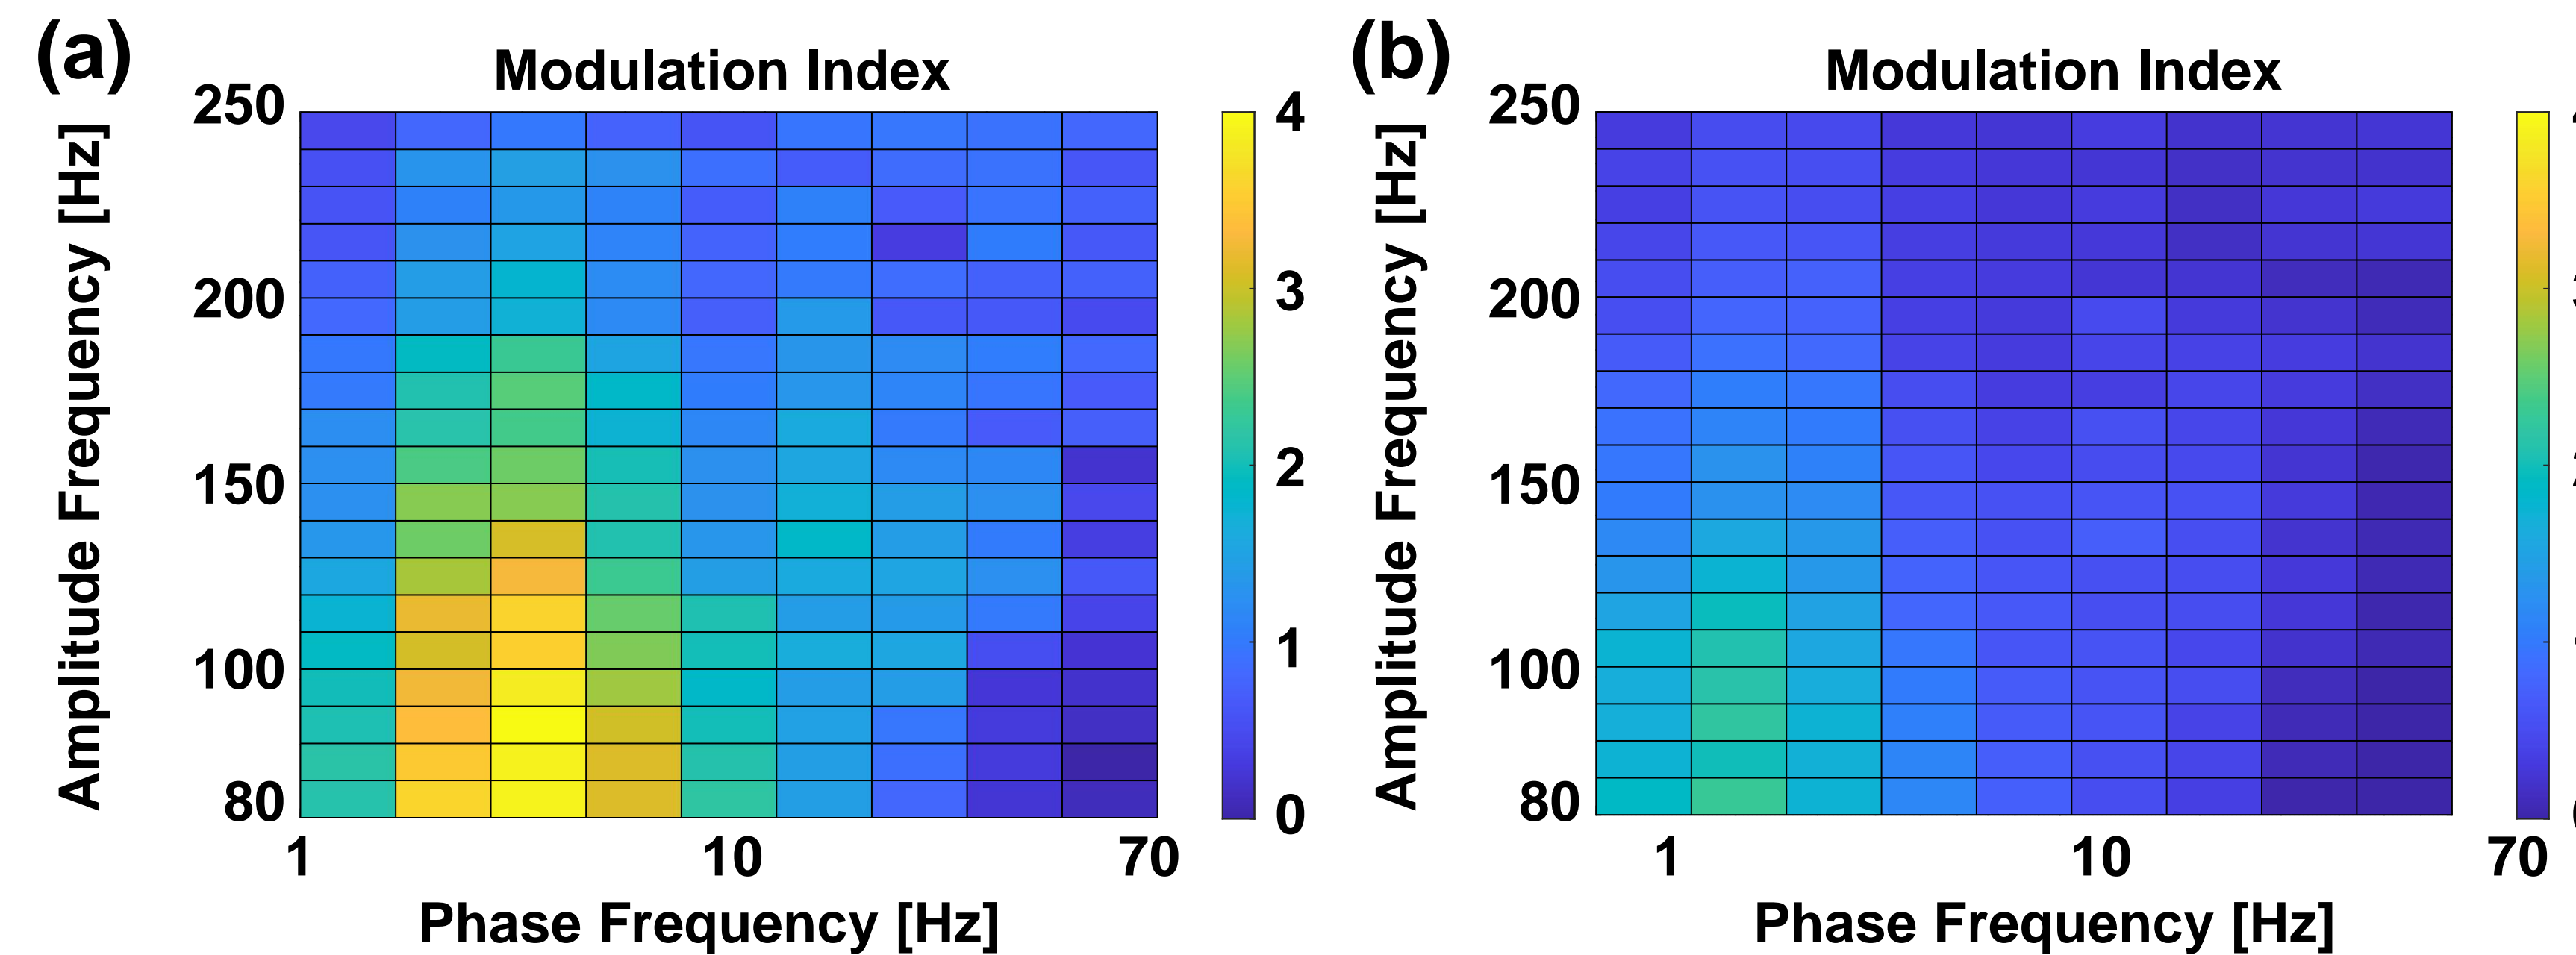 (a)
Modulation Index
Amplitude Frequency [Hz]
250
200
150
100
80
1 10 70
Phase Frequency [Hz]
4
3
2
1
0
(b)
Modulation Index
Amplitude Frequency [Hz]
250
200
150
100
80
1 10 70
Phase Frequency [Hz]